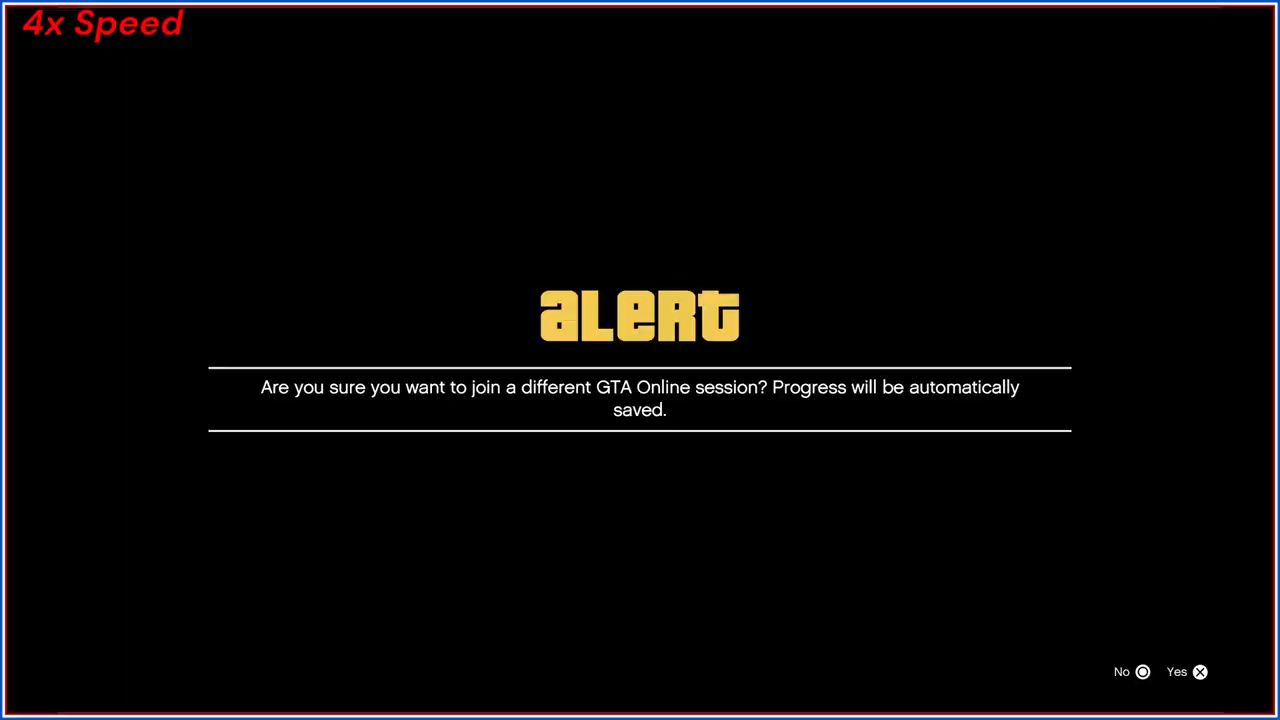 4x Speed
aLeRt
Are you sure you want to join a different GTA Online session? Progress will be automatically
saved.
No Yes